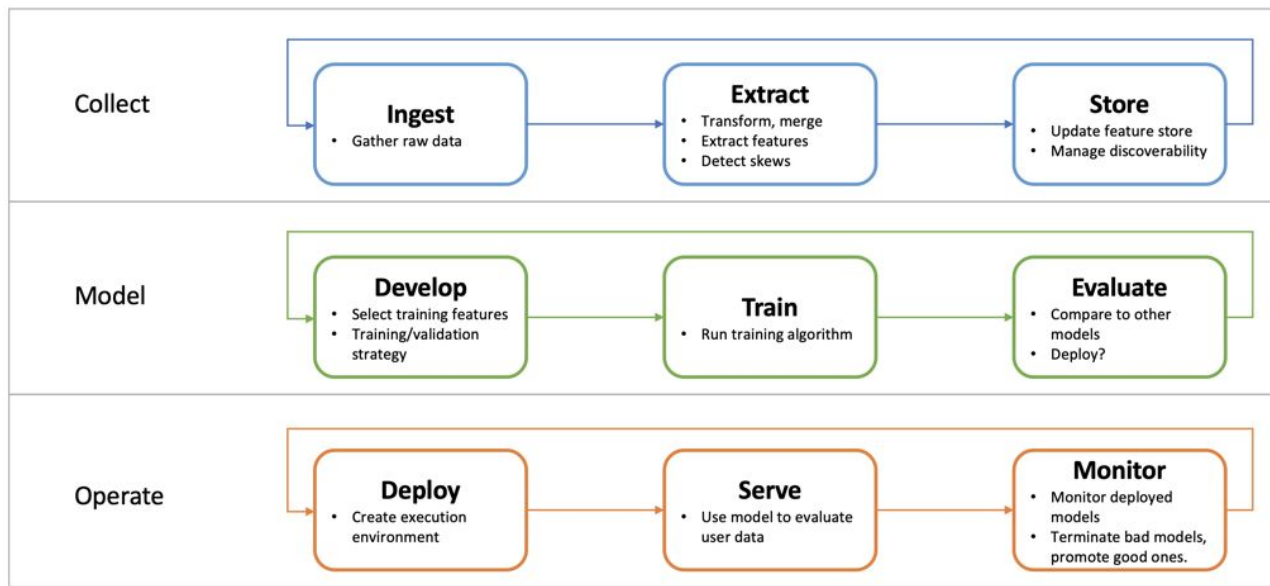 Collect
Ingest
• Gather raw data
Extract
• Transform, merge
• Extract features
• Detect skews
Store
• Update feature store
• Manage discoverability
Model
Develop
• Select training features
• Training/validation
strategy
Train
• Run training algorithm
Evaluate
• Compare to other
models
• Deploy?
Operate
Deploy
• Create execution
environment
Serve
• Use model to evaluate
user data
Monitor
• Monitor deployed
models
• Terminate bad models,
promote good ones.